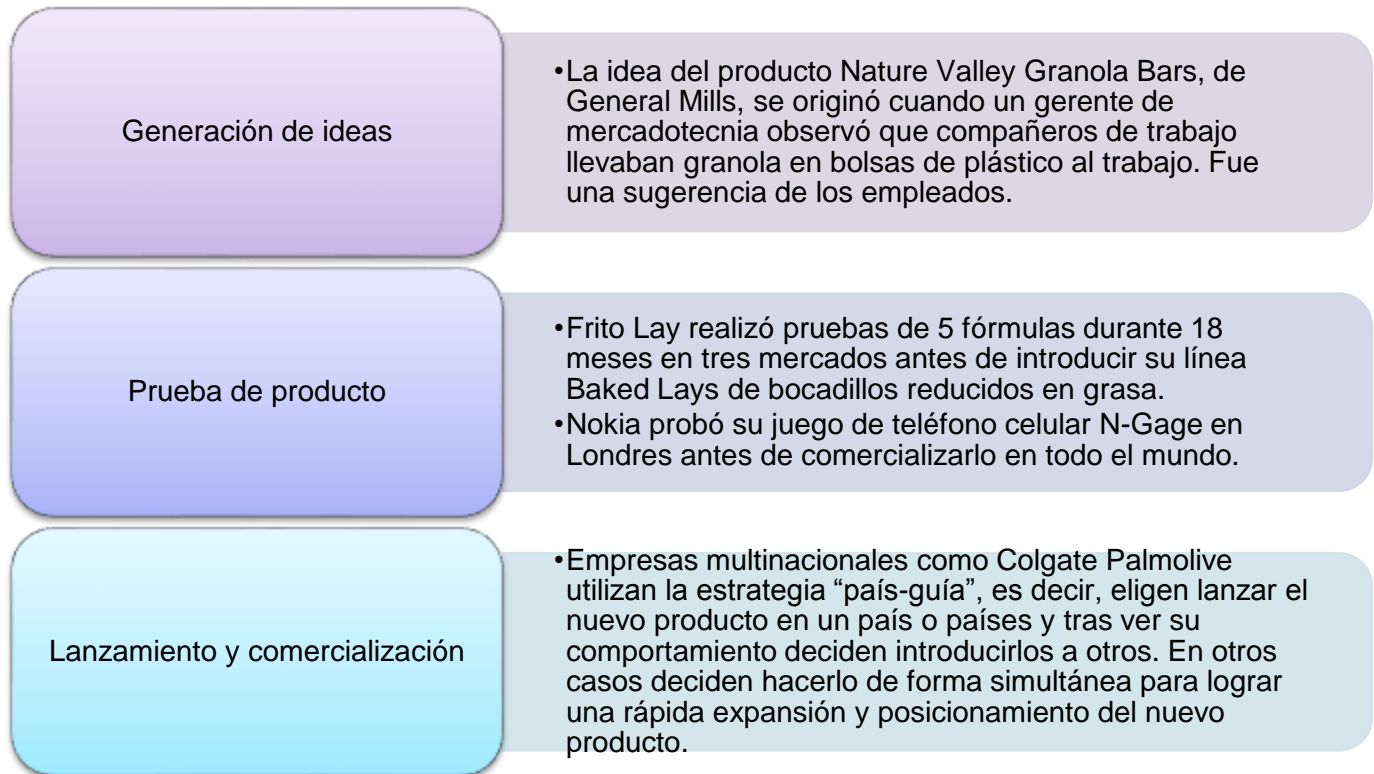 Generación de ideas
•La idea del producto Nature Valley Granola Bars, de
General Mills, se originó cuando un gerente de
mercadotecnia observó que compañeros de trabajo
llevaban granola en bolsas de plástico al trabajo. Fue
una sugerencia de los empleados.
Prueba de producto
•Frito Lay realizó pruebas de 5 fórmulas durante 18
meses en tres mercados antes de introducir su línea
Baked Lays de bocadillos reducidos en grasa.
•Nokia probó su juego de teléfono celular N-Gage en
Londres antes de comercializarlo en todo el mundo.
Lanzamiento y comercialización
•Empresas multinacionales como Colgate Palmolive
utilizan la estrategia “país-guía”, es decir, eligen lanzar el
nuevo producto en un país o países y tras ver su
comportamiento deciden introducirlos a otros. En otros
casos deciden hacerlo de forma simultánea para lograr
una rápida expansión y posicionamiento del nuevo
producto.